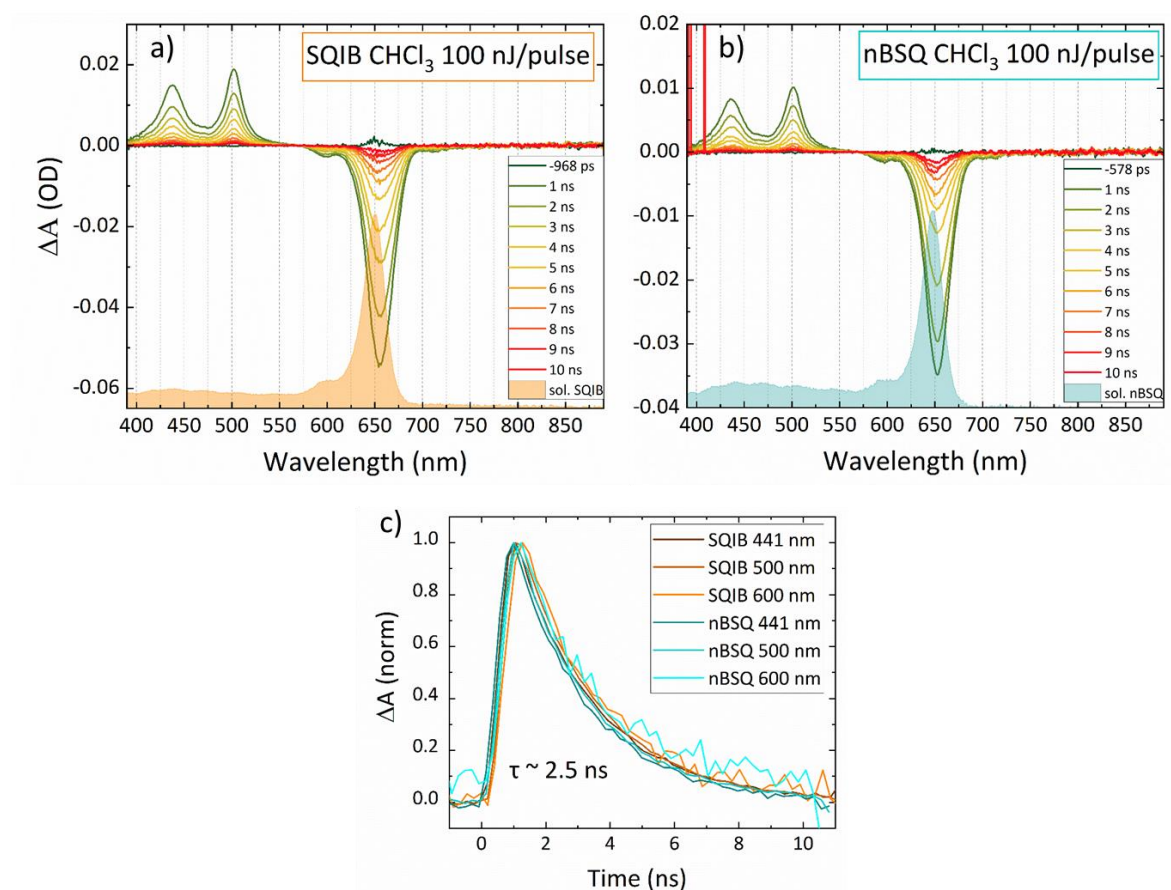 a)
SQIB CHCl₃ 100 nJ/pulse
0.02
0.00
-0.02
-0.04
-0.06
ΔA (OD)
-968 ps
1 ns
2 ns
3 ns
4 ns
5 ns
6 ns
7 ns
8 ns
9 ns
10 ns
sol. SQIB
400 450 500 550 600 650 700 750 800 850
Wavelength (nm)
b)
nBSQ CHCl₃ 100 nJ/pulse
0.02
0.01
0.00
-0.01
-0.02
-0.03
-0.04
-578 ps
1 ns
2 ns
3 ns
4 ns
5 ns
6 ns
7 ns
8 ns
9 ns
10 ns
sol. nBSQ
400 450 500 550 600 650 700 750 800 850
Wavelength (nm)
c)
1.0
0.8
0.6
0.4
0.2
0.0
ΔA (norm)
SQIB 441 nm
SQIB 500 nm
SQIB 600 nm
nBSQ 441 nm
nBSQ 500 nm
nBSQ 600 nm
τ ~ 2.5 ns
0 2 4 6 8 10
Time (ns)